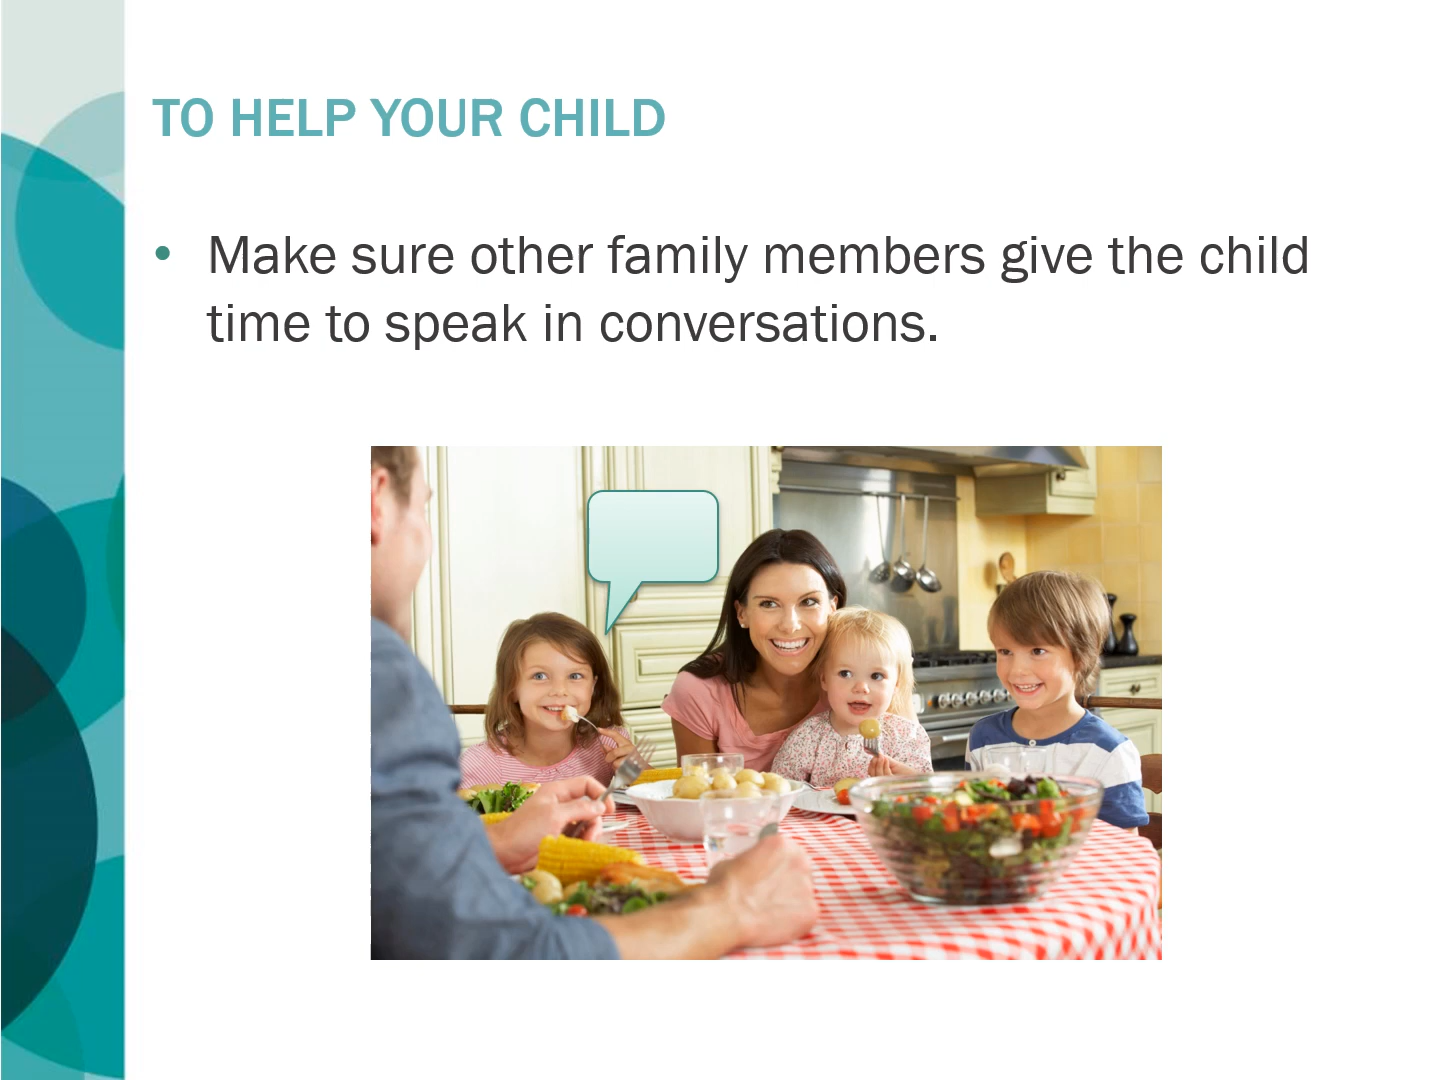 TO HELP YOUR CHILD
• Make sure other family members give the child
time to speak in conversations.